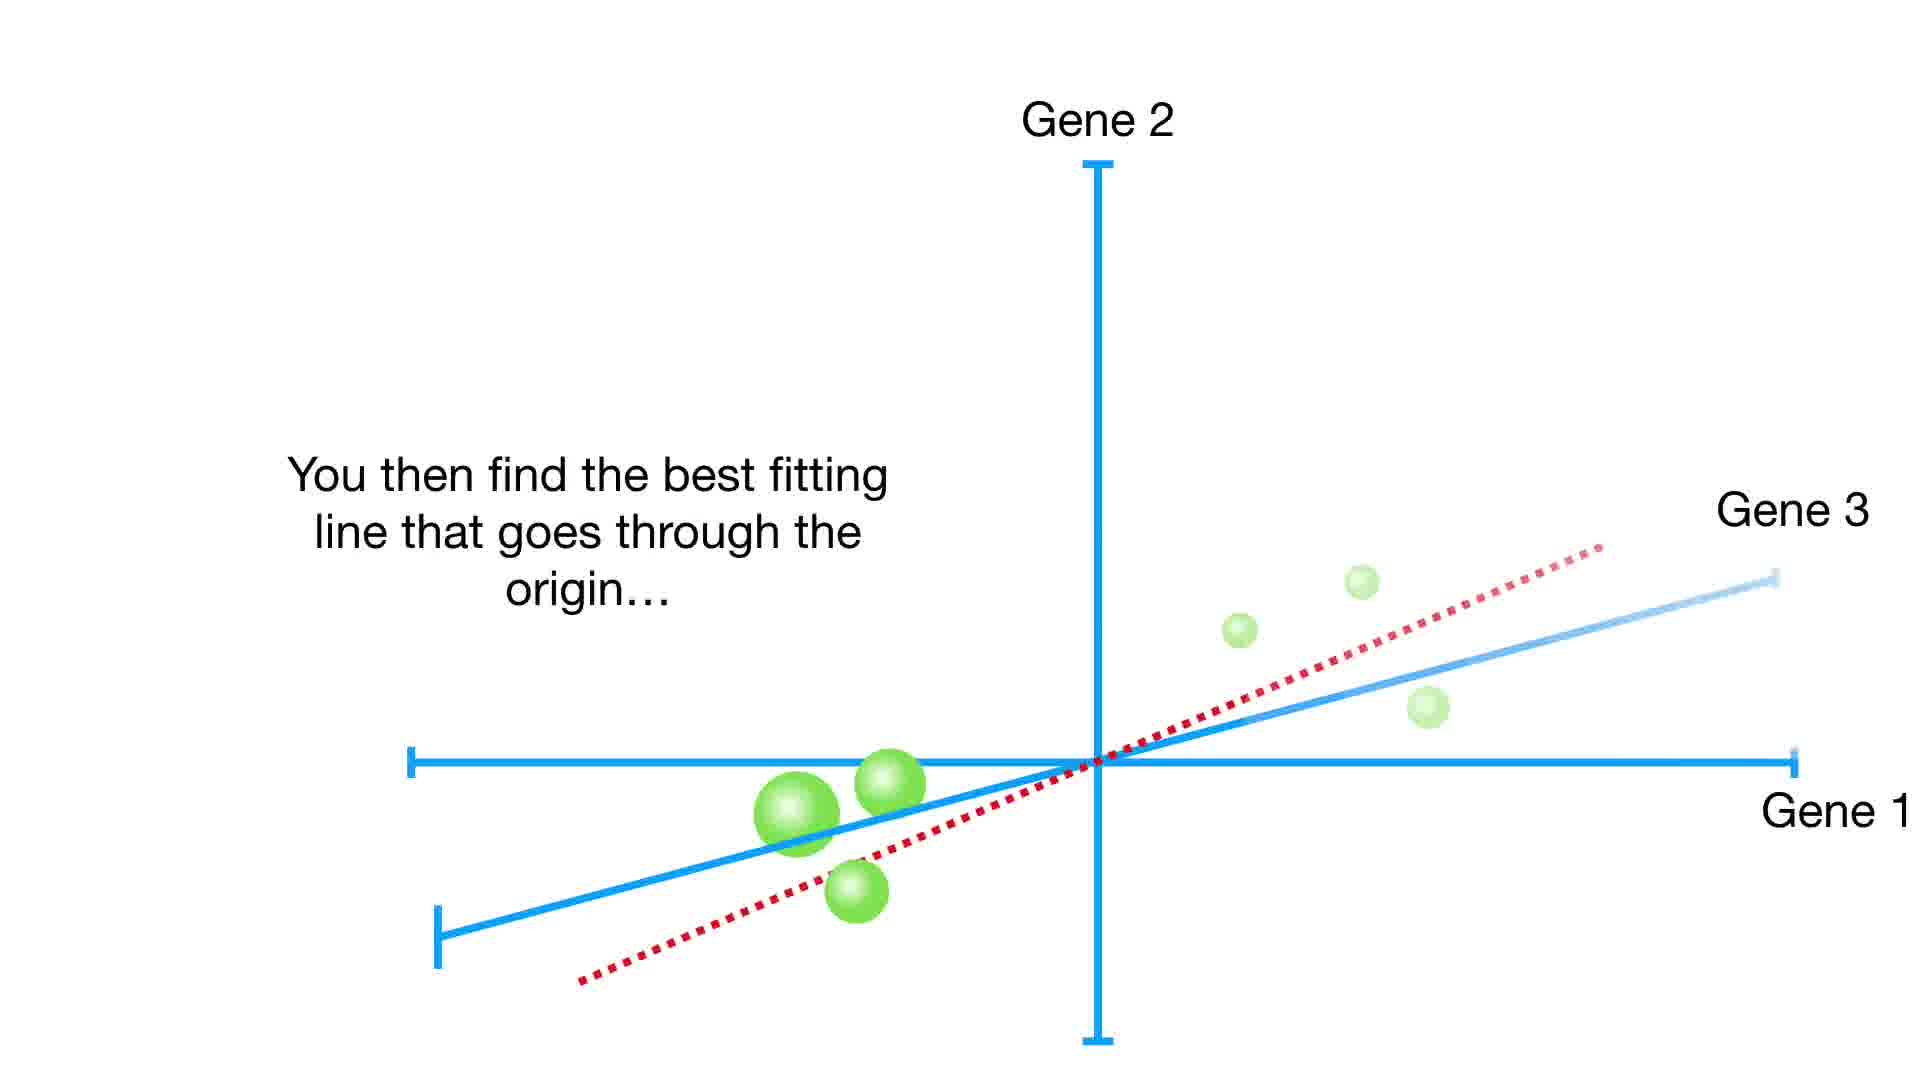 Gene 2
You then find the best fitting
line that goes through the
origin…
Gene 3
Gene 1